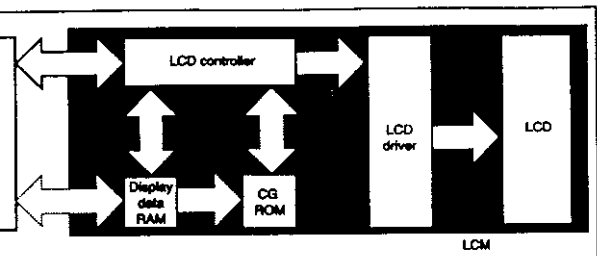 LCD controller
LCD
driver
LCD
Display
data
RAM
CG
ROM
LCM